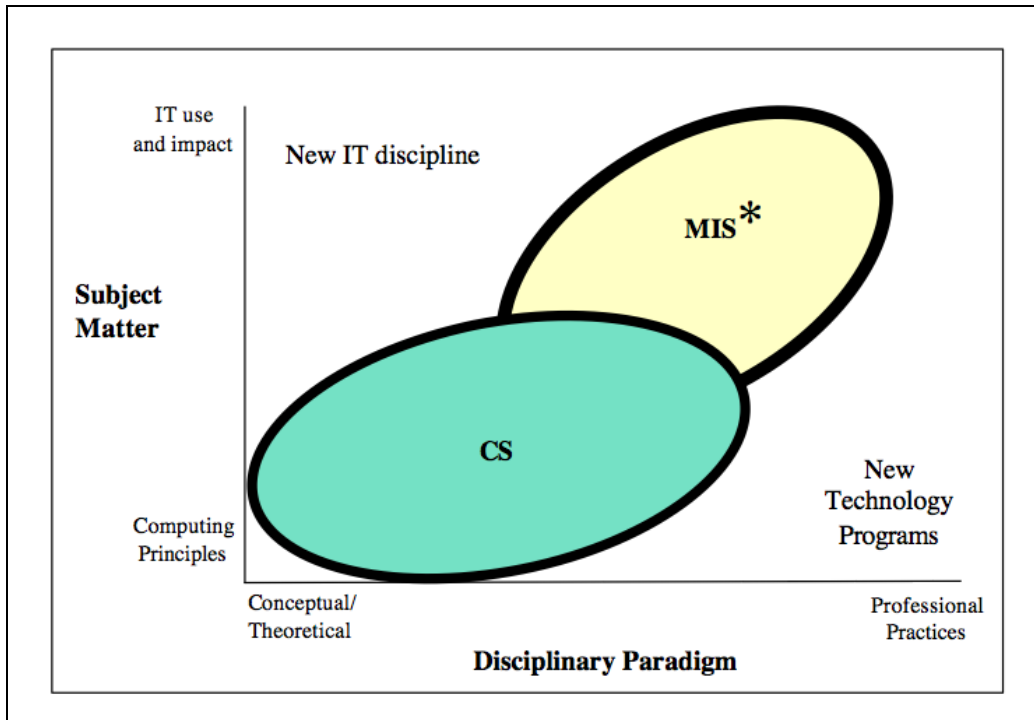 IT use
and impact
New IT discipline
MIS*
Subject
Matter
CS
New
Technology
Programs
Computing
Principles
Conceptual/
Theoretical
Professional
Practices
Disciplinary Paradigm